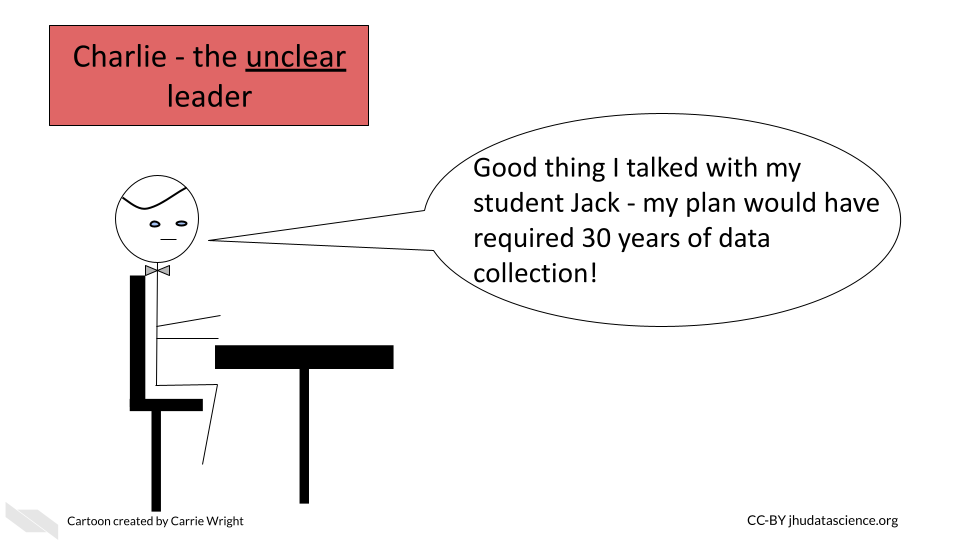 Charlie - the unclear
leader
Good thing I talked with my
student Jack - my plan would have
required 30 years of data
collection!
Cartoon created by Carrie Wright
CC-BY jhudatascience.org